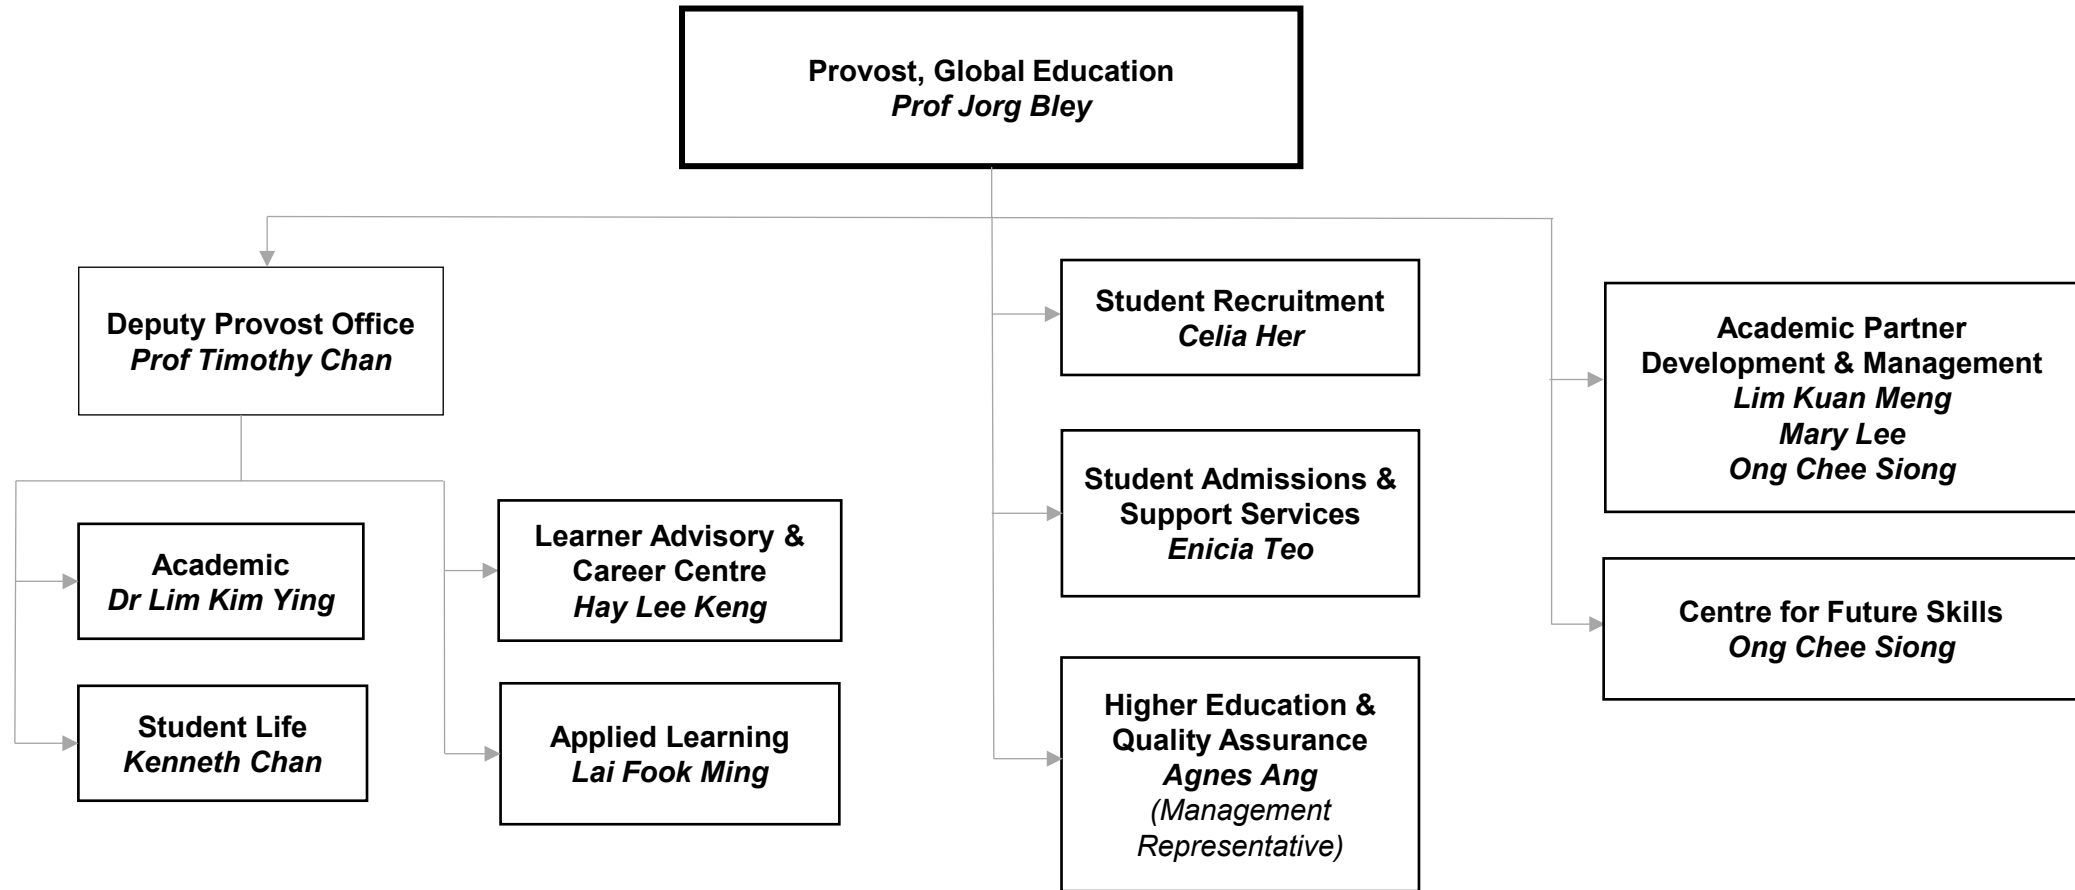 Provost, Global Education
Prof Jorg Bley
Deputy Provost Office
Prof Timothy Chan
Academic
Dr Lim Kim Ying
Student Life
Kenneth Chan
Learner Advisory &
Career Centre
Hay Lee Keng
Applied Learning
Lai Fook Ming
Student Recruitment
Celia Her
Student Admissions &
Support Services
Enicia Teo
Higher Education &
Quality Assurance
Agnes Ang
(Management
Representative)
Academic Partner
Development & Management
Lim Kuan Meng
Mary Lee
Ong Chee Siong
Centre for Future Skills
Ong Chee Siong